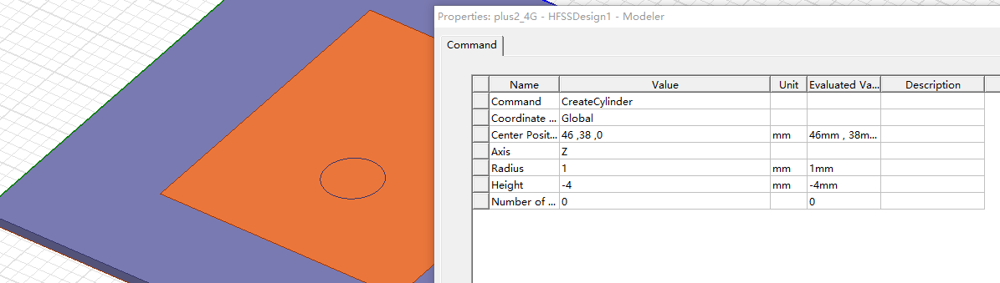 Properties: plus2_4G - HFSSDesign1 - Modeler
Command
Name Value Unit Evaluated Va... Description
Command CreateCylinder
Coordinate ... Global
Center Posit... 46 ,38 ,0 mm 46mm , 38m...
Axis Z
Radius 1 mm 1mm
Height -4 mm -4mm
Number of ... 0 0